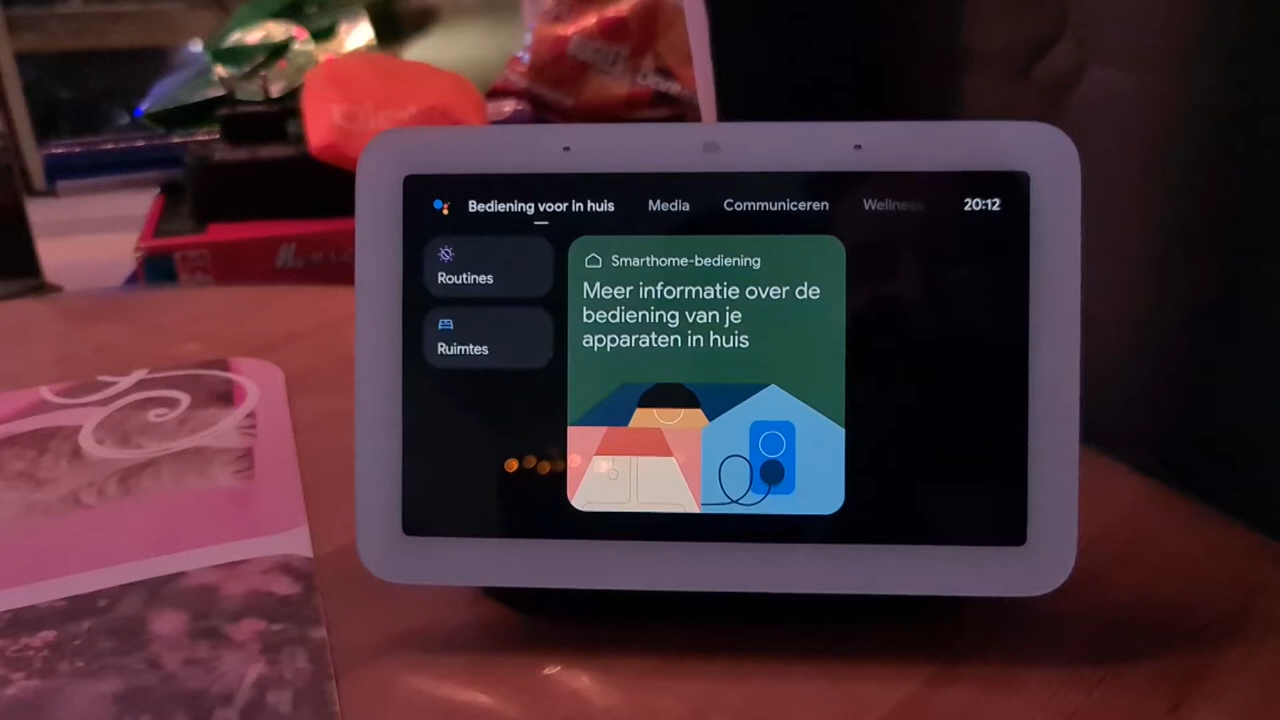 Bediening voor in huis Media Communiceren Wellness 20:12
Routines
Ruimtes
Smarthome-bediening
Meer informatie over de
bediening van je
apparaten in huis